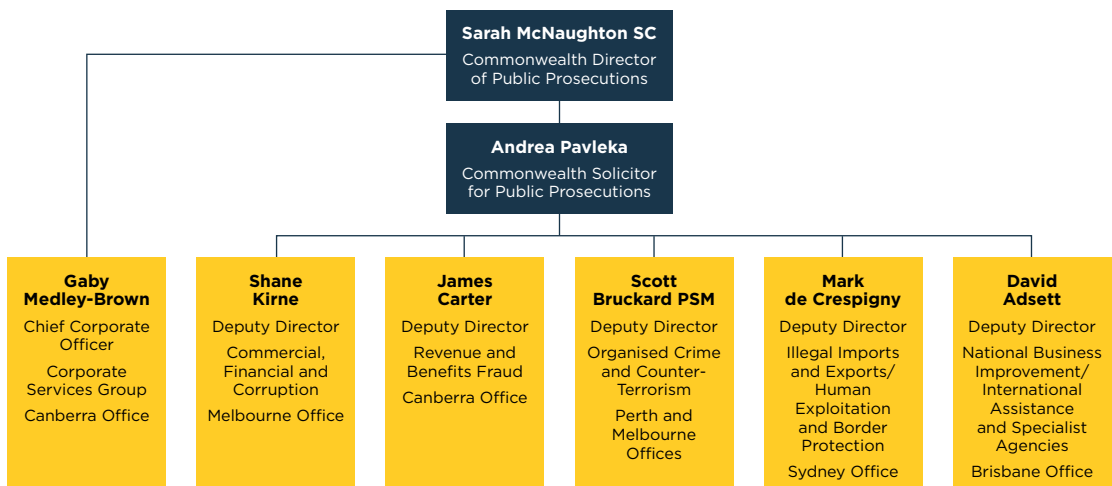 Sarah McNaughton SC
Commonwealth Director
of Public Prosecutions
Andrea Pavleka
Commonwealth Solicitor
for Public Prosecutions
Gaby
Medley-Brown
Chief Corporate
Officer
Corporate
Services Group
Canberra Office
Shane
Kirne
Deputy Director
Commercial,
Financial and
Corruption
Melbourne Office
James
Carter
Deputy Director
Revenue and
Benefits Fraud
Canberra Office
Scott
Bruckard PSM
Deputy Director
Organised Crime
and Counter-
Terrorism
Perth and
Melbourne
Offices
Mark
de Crespigny
Deputy Director
Illegal Imports
and Exports/
Human
Exploitation
and Border
Protection
Sydney Office
David
Adsett
Deputy Director
National Business
Improvement/
International
Assistance
and Specialist
Agencies
Brisbane Office